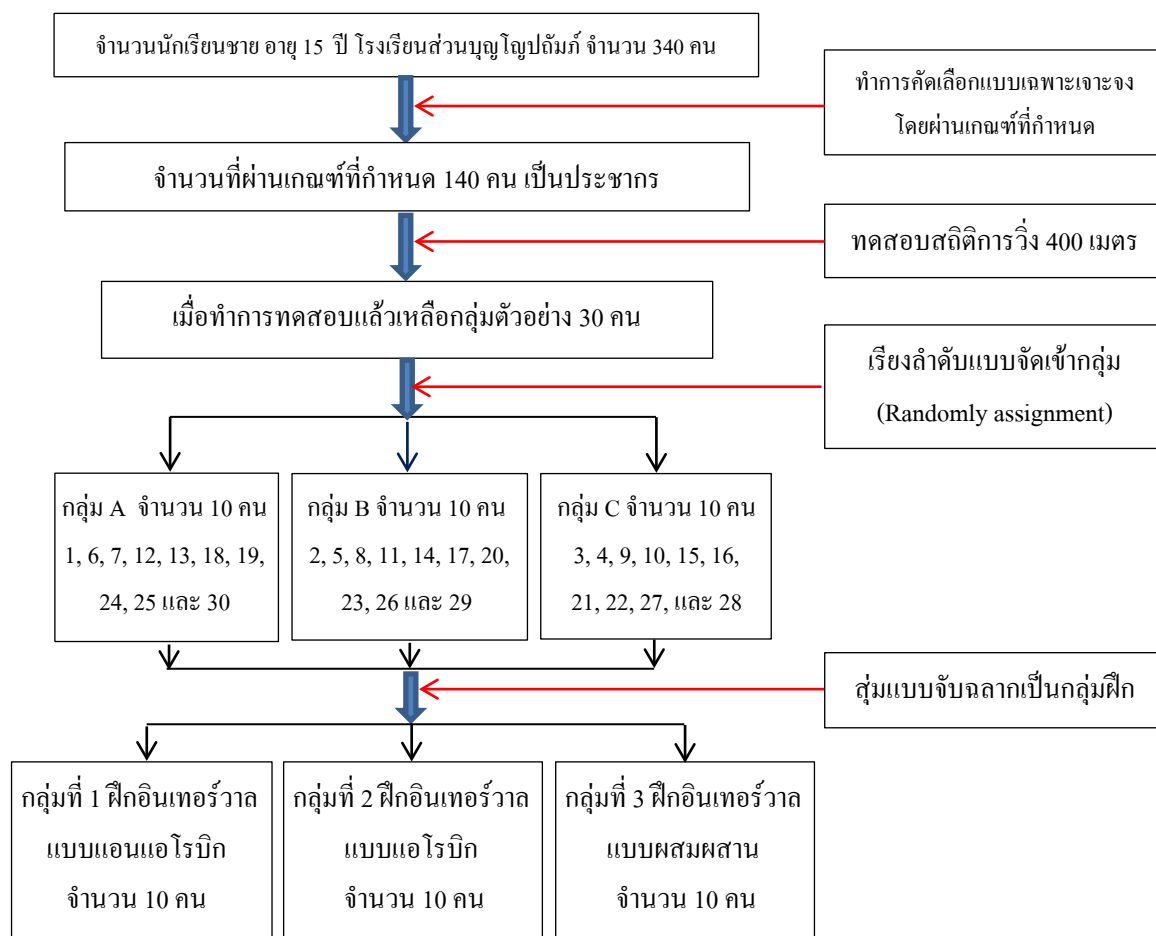 จำนวนนักเรียนชาย อายุ 15 ปี โรงเรียนส่วนบุญโญปถัมภ์ จำนวน 340 คน
ทำการคัดเลือกแบบเฉพาะเจาะจง
โดยผ่านเกณฑ์ที่กำหนด
จำนวนที่ผ่านเกณฑ์ที่กำหนด 140 คน เป็นประชากร
ทดสอบสถิติการวิ่ง 400 เมตร
เมื่อทำการทดสอบแล้วเหลือกลุ่มตัวอย่าง 30 คน
เรียงลำดับแบบจัดเข้ากลุ่ม
(Randomly assignment)
กลุ่ม A จำนวน 10 คน
1, 6, 7, 12, 13, 18, 19,
24, 25 และ 30
กลุ่ม B จำนวน 10 คน
2, 5, 8, 11, 14, 17, 20,
23, 26 และ 29
กลุ่ม C จำนวน 10 คน
3, 4, 9, 10, 15, 16,
21, 22, 27, และ 28
สุ่มแบบจับฉลากเป็นกลุ่มฝึก
กลุ่มที่ 1 ฝึกอินเทอร์วาล
แบบแอนแอโรบิก
จำนวน 10 คน
กลุ่มที่ 2 ฝึกอินเทอร์วาล
แบบแอโรบิก
จำนวน 10 คน
กลุ่มที่ 3 ฝึกอินเทอร์วาล
แบบผสมผสาน
จำนวน 10 คน